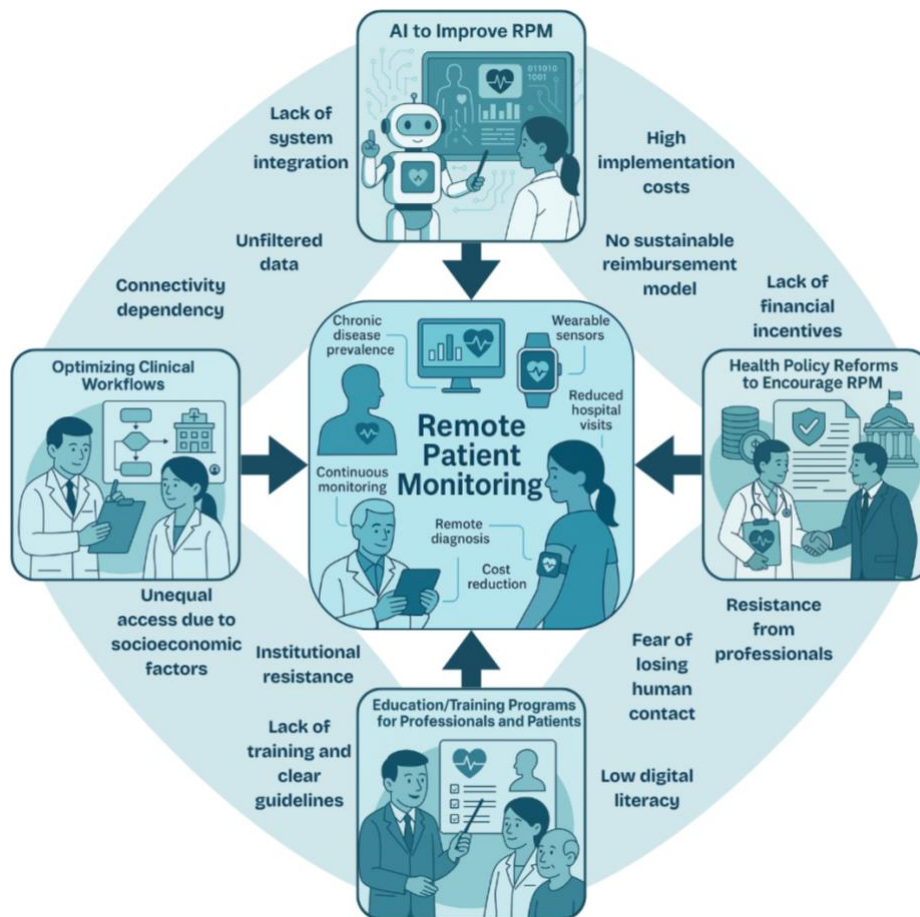 AI to Improve RPM
011010
1001
Lack of
system
integration
High
implementation
costs
Unfiltered
data
No sustainable
reimbursement
model
Connectivity
dependency
Lack of
financial
incentives
Optimizing Clinical
Workflows
Chronic
disease
prevalence
Wearable
sensors
Reduced
hospital
visits
Remote
Patient
Monitoring
Continuous
monitoring
Remote
diagnosis
Cost
reduction
Health Policy Reforms
to Encourage RPM
Unequal
access due to
socioeconomic
factors
Institutional
resistance
Lack of
training and
clear
guidelines
Resistance
from
professionals
Fear of
losing
human
contact
Low digital
literacy
Education/Training Programs
for Professionals and Patients